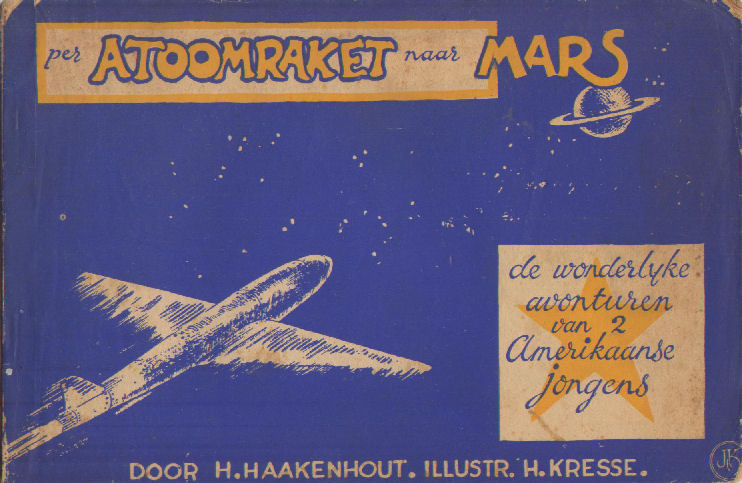 per ATOOMRAKET naar MARS
de wonderlyke
avonturen
van 2
Amerikaanse
jongens
DOOR H. HAAKENHOUT. ILLUSTR. H. KRESSE.